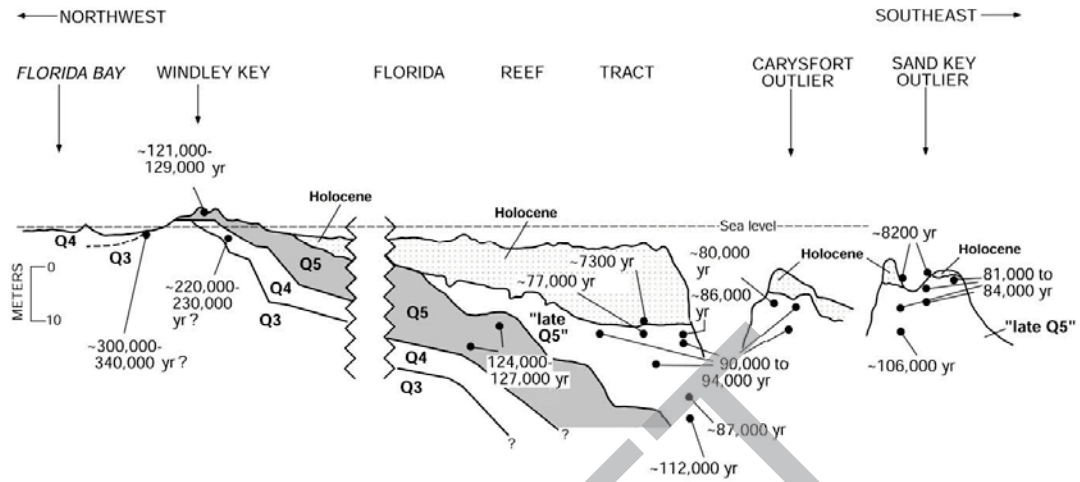 NORTHWEST
SOUTHEAST
FLORIDA BAY
WINDLEY KEY
FLORIDA REEF TRACT
CARYSFORT
OUTLIER
SAND KEY
OUTLIER
~121,000-
129,000 yr
Holocene
Holocene
Sea level
~8200 yr
Q4
Q3
Q5
~7300 yr
~80,000
yr
Holocene
Holocene
METERS
0
10
~220,000-
230,000
yr?
Q4
Q3
~77,000 yr
~86,000
yr
81,000 to
84,000 yr
Q5
"late
Q5"
"late Q5"
~300,000-
340,000 yr?
Q4
Q3
124,000-
127,000 yr
90,000 to
94,000 yr
~106,000 yr
?
?
~87,000 yr
~112,000 yr